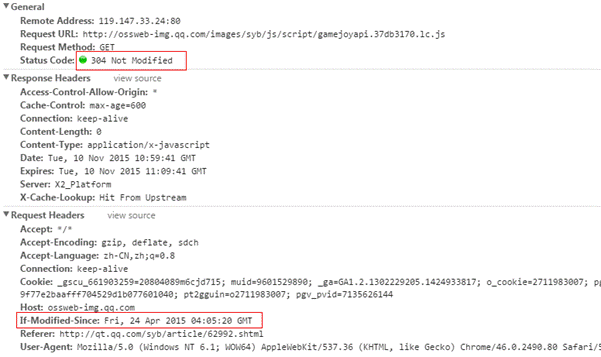 General
Remote Address: 119.147.33.24:80
Request URL: http://ossweb-img.qq.com/images/syb/js/script/gamejoyapi.37db3170.lc.js
Request Method: GET
Status Code: 304 Not Modified
Response Headers view source
Access-Control-Allow-Origin: *
Cache-Control: max-age=600
Connection: keep-alive
Content-Length: 0
Content-Type: application/x-javascript
Date: Tue, 10 Nov 2015 10:59:41 GMT
Expires: Tue, 10 Nov 2015 11:09:41 GMT
Server: X2_Platform
X-Cache-Lookup: Hit From Upstream
Request Headers view source
Accept: */*
Accept-Encoding: gzip, deflate, sdch
Accept-Language: zh-CN,zh;q=0.8
Connection: keep-alive
Cookie: _gscu_661903259=20804089m6cjd715; muid=9601529890; _ga=GA1.2.1302229205.1424933817; o_cookie=2711983007; pg
9f77e2baafff704529d1b077601040; pt2gguin=o2711983007; pgv_pvid=7135626144
Host: ossweb-img.qq.com
If-Modified-Since: Fri, 24 Apr 2015 04:05:20 GMT
Referer: http://qt.qq.com/syb/article/62992.shtml
User-Agent: Mozilla/5.0 (Windows NT 6.1; WOW64) AppleWebKit/537.36 (KHTML, like Gecko) Chrome/46.0.2490.80 Safari/5